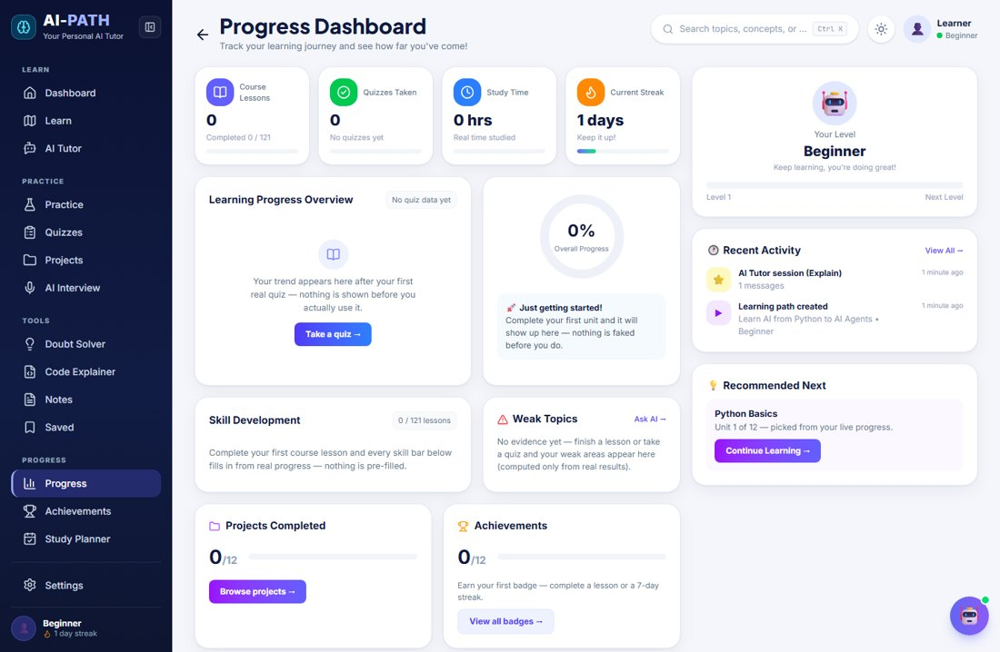 AI-PATH
Your Personal AI Tutor
LEARN
Dashboard
Learn
AI Tutor
PRACTICE
Practice
Quizzes
Projects
AI Interview
TOOLS
Doubt Solver
Code Explainer
Notes
Saved
PROGRESS
Progress
Achievements
Study Planner
Settings
Beginner
1 day streak
Progress Dashboard
Track your learning journey and see how far you've come!
Search topics, concepts, or ...
Ctrl K
Learner
Beginner
Course
Lessons
0
Completed 0 / 121
Quizzes Taken
0
No quizzes yet
Study Time
0 hrs
Real time studied
Current Streak
1 days
Keep it up!
Learning Progress Overview
No quiz data yet
Your trend appears here after your first
real quiz — nothing is shown before you
actually use it.
Take a quiz →
0%
Overall Progress
🚀 Just getting started!
Complete your first unit and it will
show up here — nothing is faked
before you do.
Skill Development
0 / 121 lessons
Complete your first course lesson and every skill bar below
fills in from real progress — nothing is pre-filled.
Weak Topics
Ask AI →
No evidence yet — finish a lesson or take
a quiz and your weak areas appear here
(computed only from real results).
Projects Completed
0/12
Browse projects →
Achievements
0/12
Earn your first badge — complete a lesson or a 7-day
streak.
View all badges →
Your Level
Beginner
Keep learning, you're doing great!
Level 1
Next Level
Recent Activity
View All →
AI Tutor session (Explain)
1 minute ago
1 messages
Learning path created
1 minute ago
Learn AI from Python to AI Agents •
Beginner
Recommended Next
Python Basics
Unit 1 of 12 — picked from your live progress.
Continue Learning →